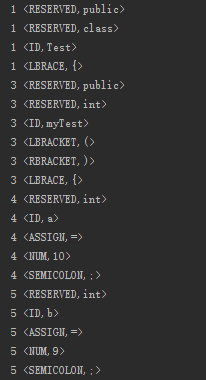 1 <RESERVED,public>
1 <RESERVED,class>
1 <ID,Test>
1 <LBRACE,{>
3 <RESERVED,public>
3 <RESERVED,int>
3 <ID,myTest>
3 <LBRACKET,(>
3 <RBRACKET,)>
3 <LBRACE,{>
4 <RESERVED,int>
4 <ID,a>
4 <ASSIGN,=>
4 <NUM,10>
4 <SEMICOLON,;>
5 <RESERVED,int>
5 <ID,b>
5 <ASSIGN,=>
5 <NUM,9>
5 <SEMICOLON,;>